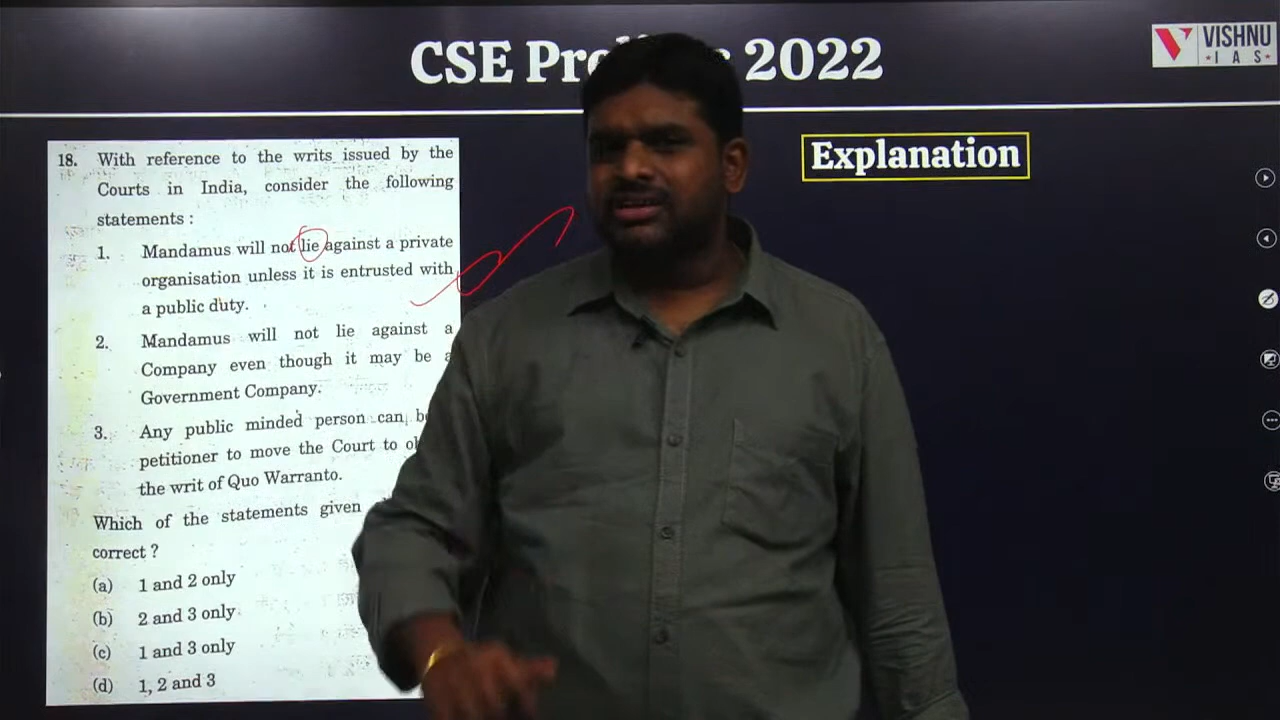 CSE Pre 2022
VISHNU
IAS
Explanation
18. With reference to the writs issued by the
Courts in India, consider the following
statements :
1. Mandamus will not lie against a private
organisation unless it is entrusted with
a public duty.
2. Mandamus will not lie against a
Company even though it may be a
Government Company.
3. Any public minded person can be
petitioner to move the Court to
the writ of Quo Warranto.
Which of the statements given
correct ?
(a) 1 and 2 only
(b) 2 and 3 only
(c) 1 and 3 only
(d) 1, 2 and 3